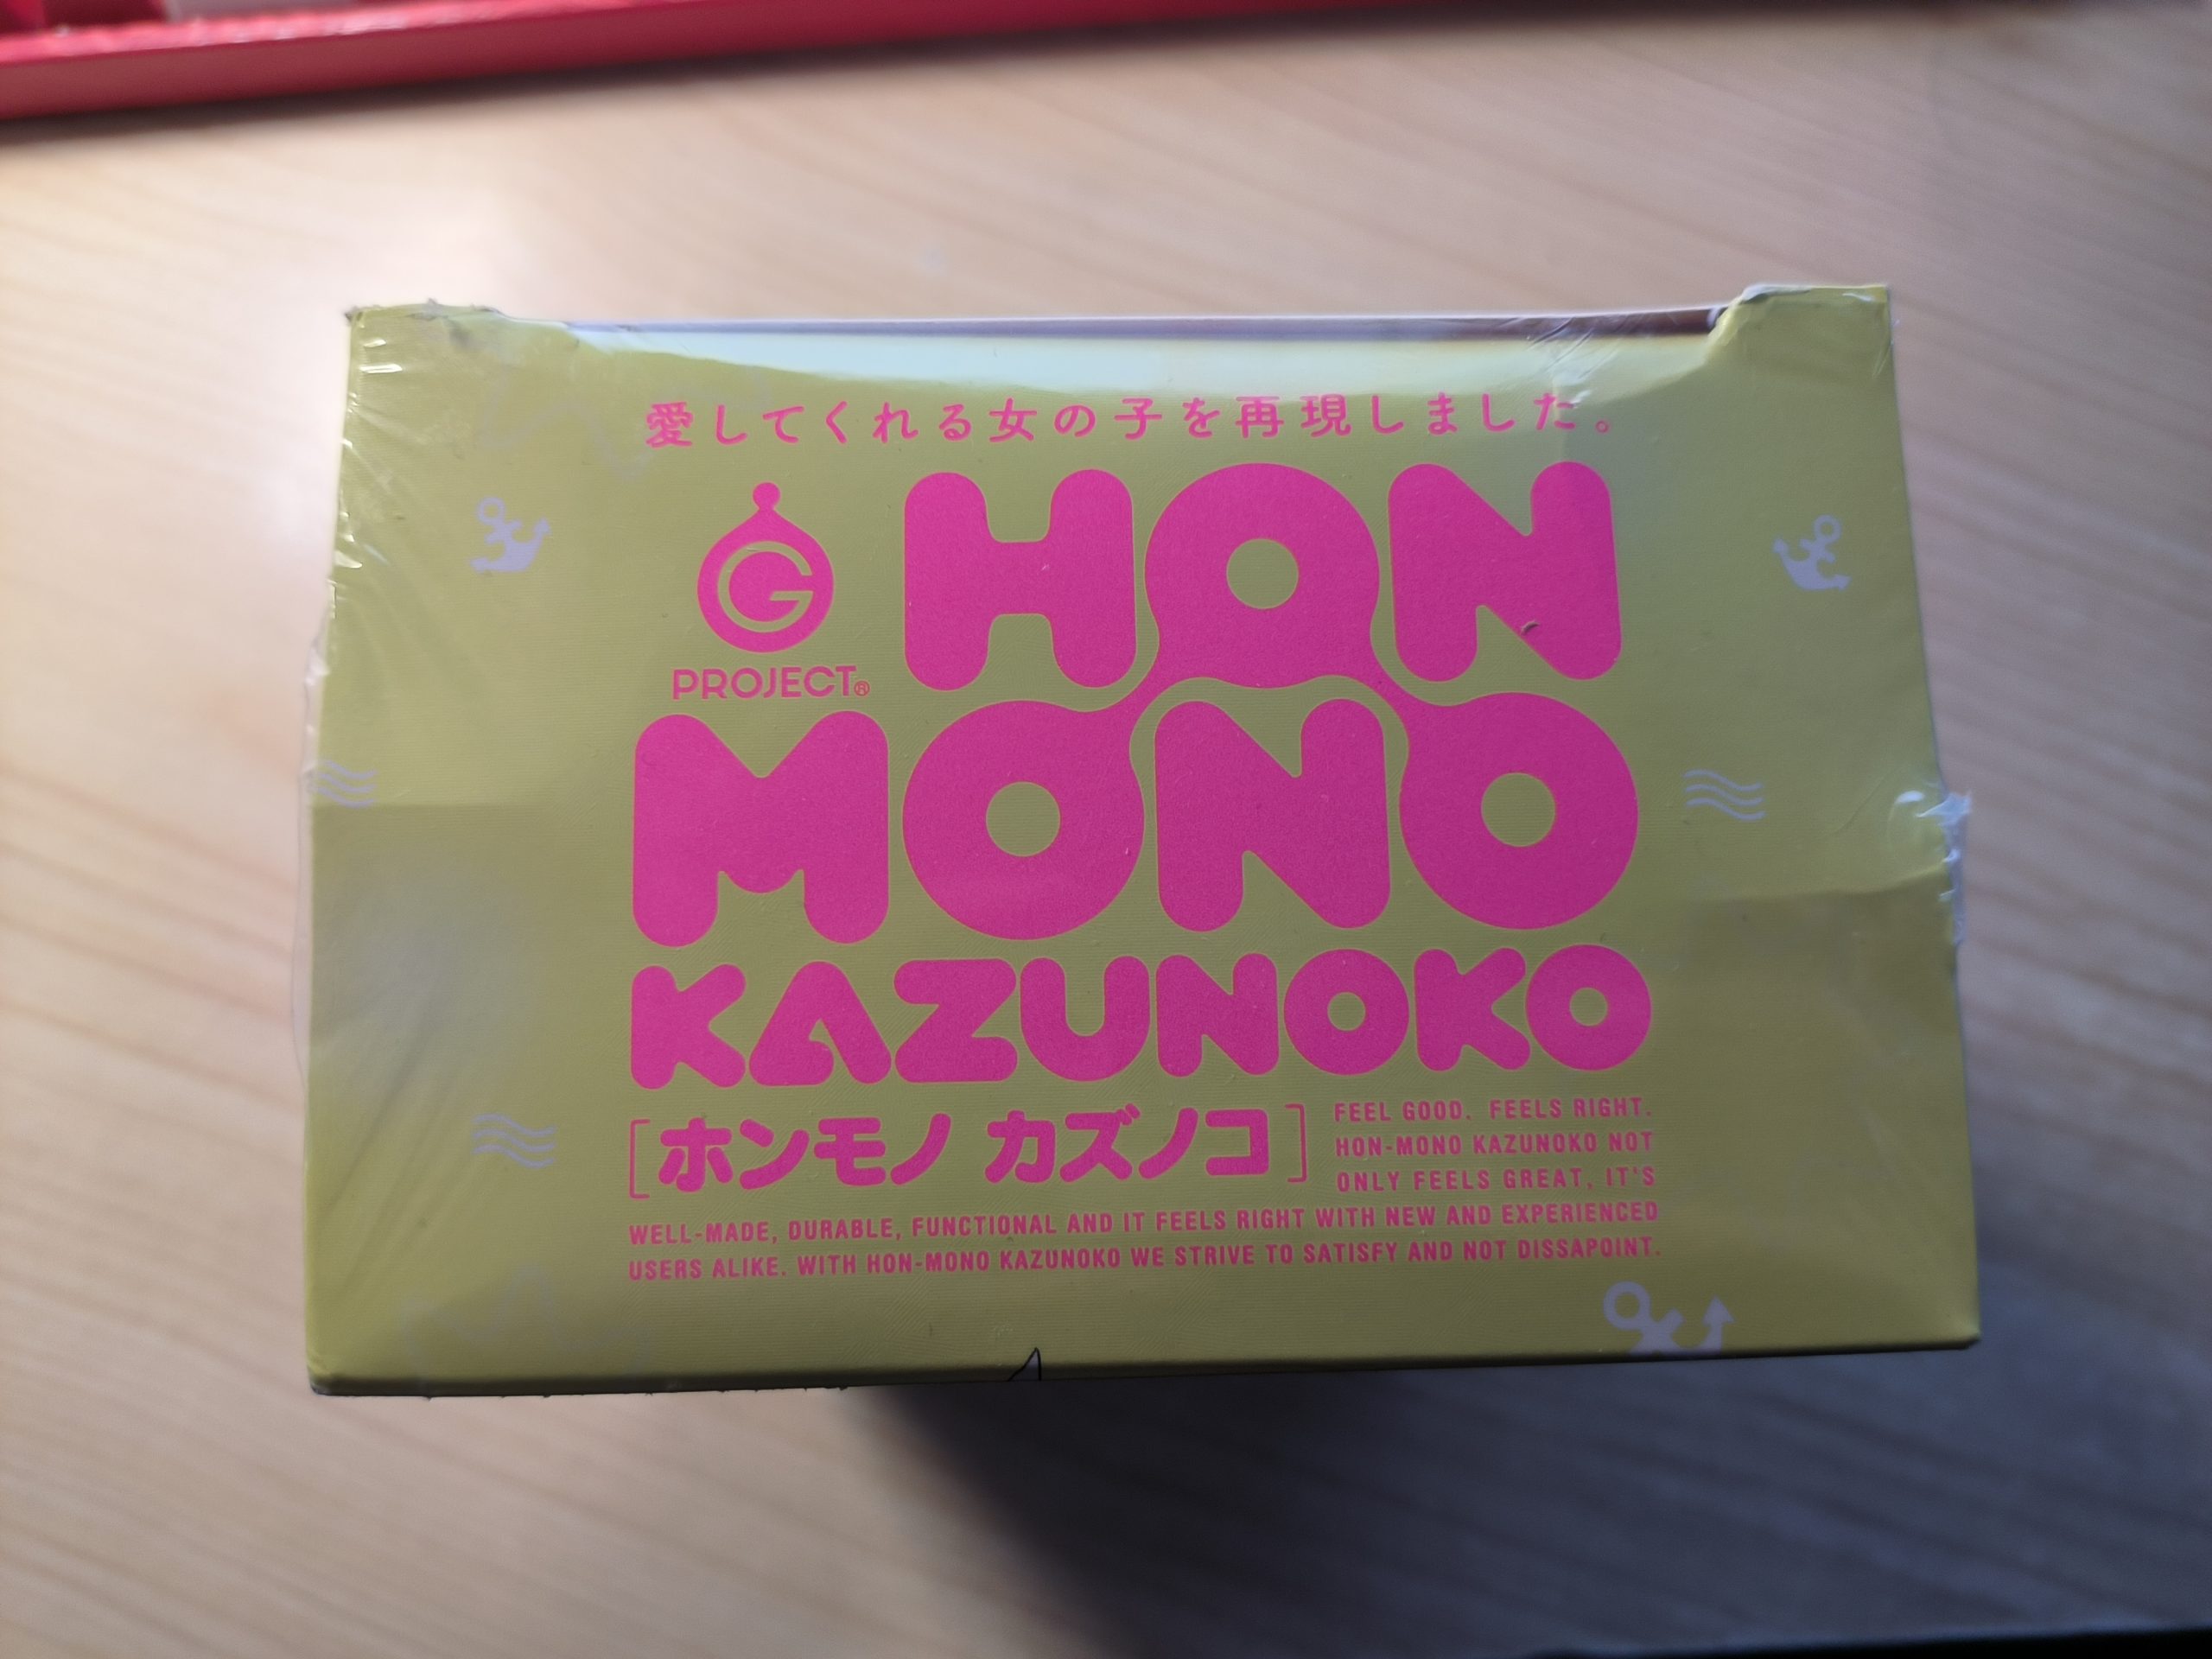 愛してくれる女の子を再現しました。
G
PROJECT®
HON
MONO
KAZUNOKO
[ホンモノ カズノコ]
FEEL GOOD. FEELS RIGHT.
HON-MONO KAZUNOKO NOT
ONLY FEELS GREAT, IT'S
WELL-MADE, DURABLE, FUNCTIONAL AND IT FEELS RIGHT WITH NEW AND EXPERIENCED
USERS ALIKE. WITH HON-MONO KAZUNOKO WE STRIVE TO SATISFY AND NOT DISSAPOINT.